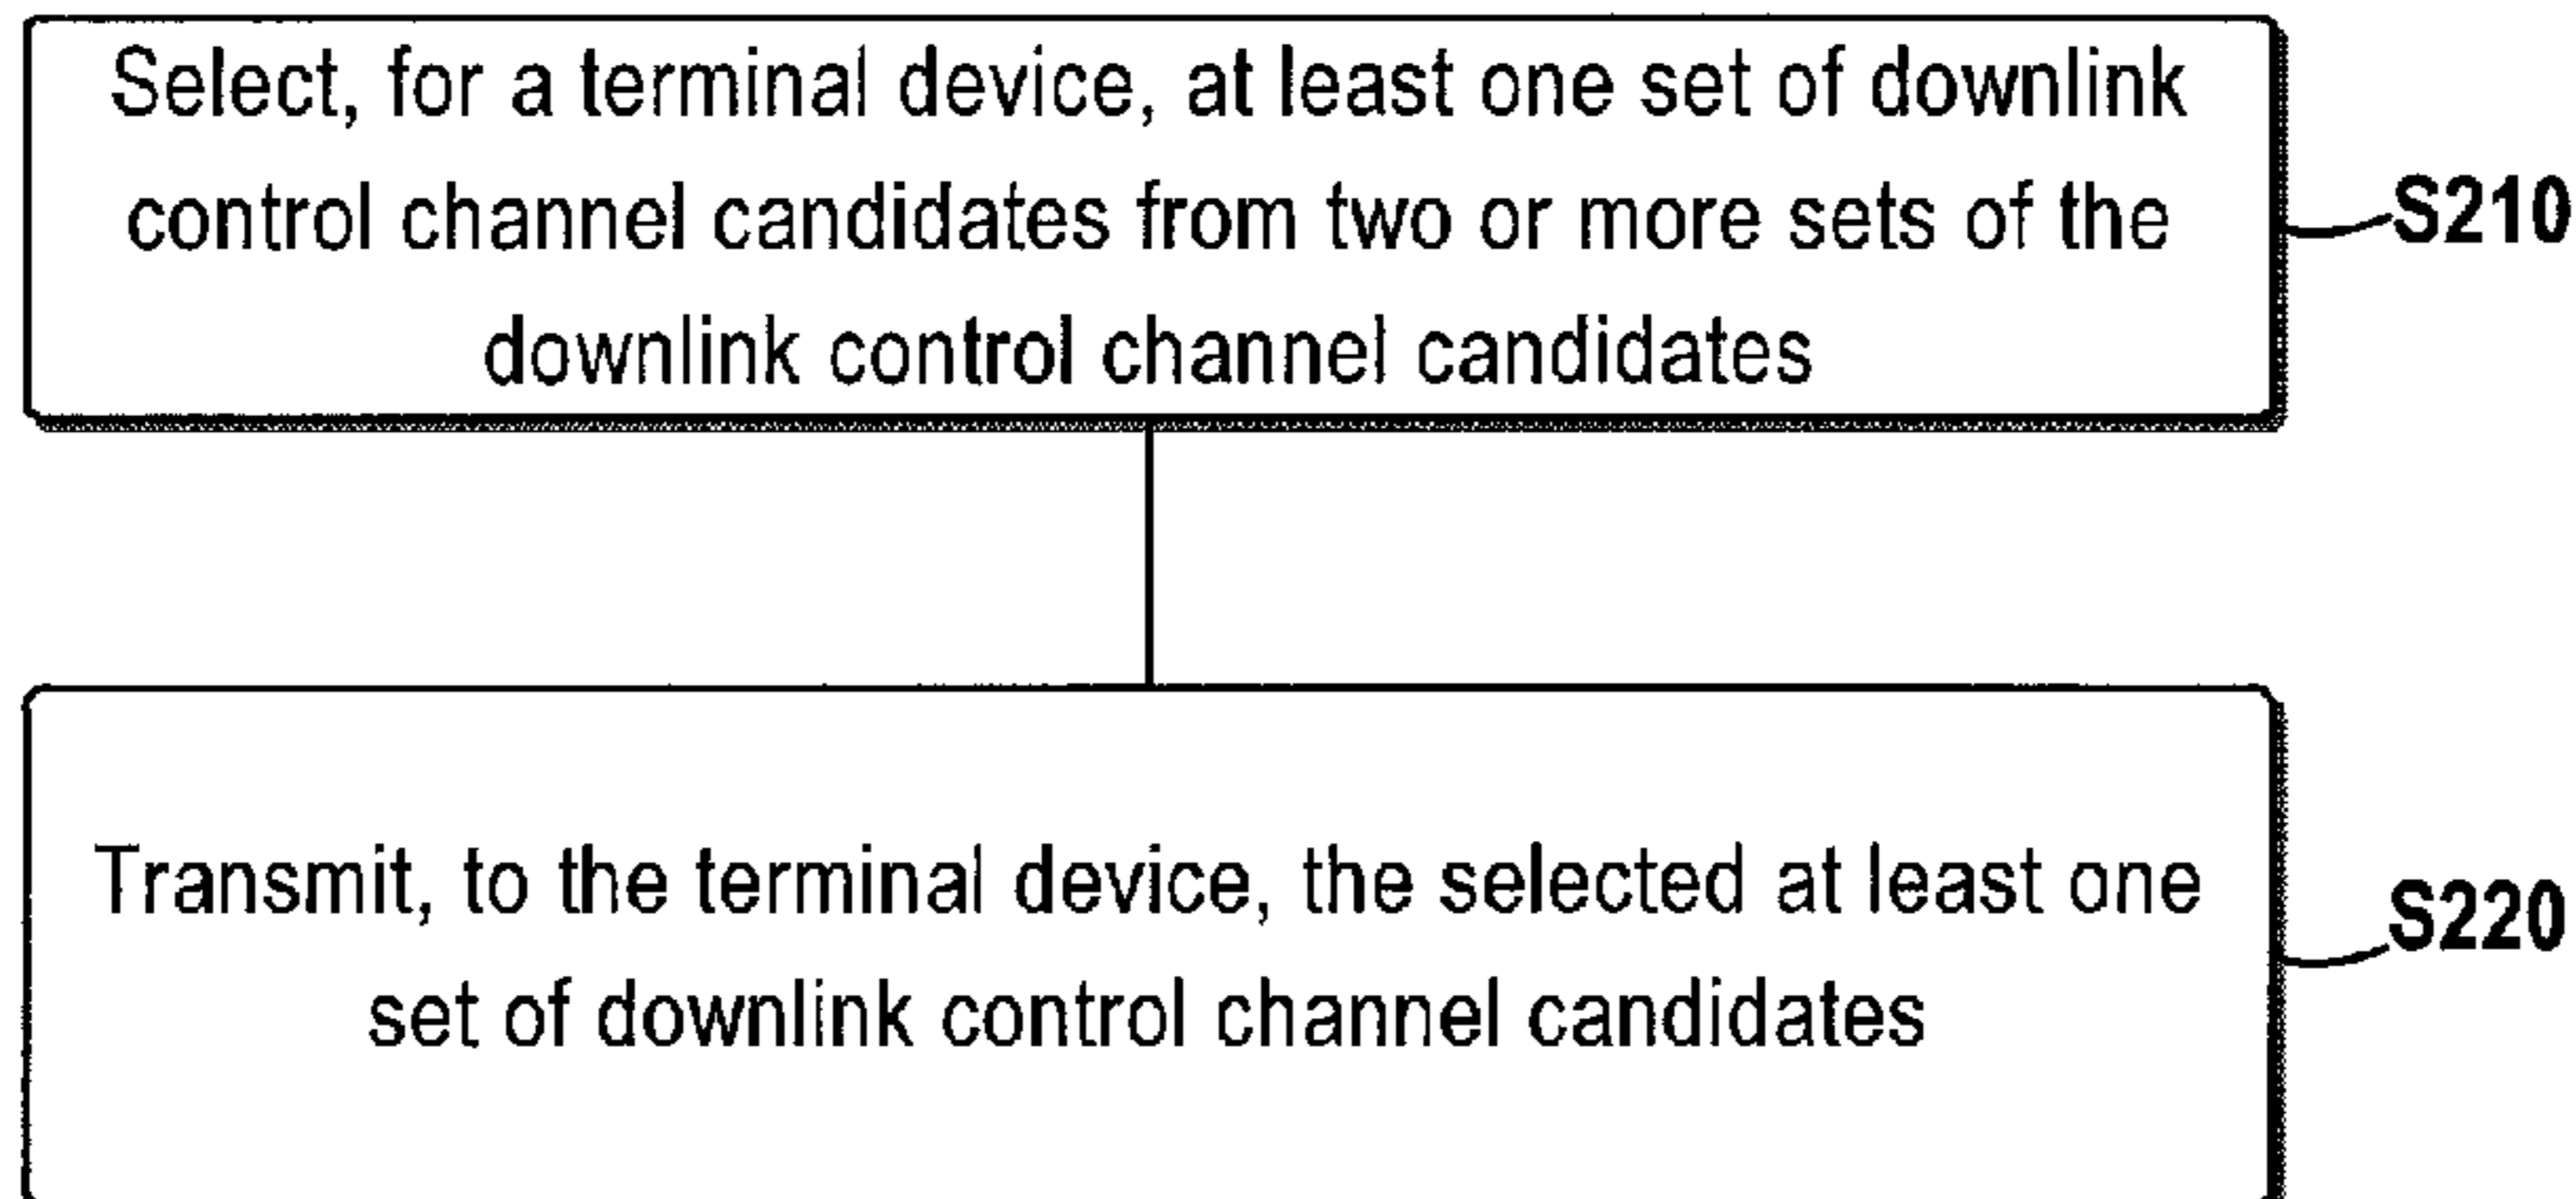 Select, for a terminal device, at least one set of downlink
control channel candidates from two or more sets of the
downlink control channel candidates
S210
Transmit, to the terminal device, the selected at least one
set of downlink control channel candidates
S220